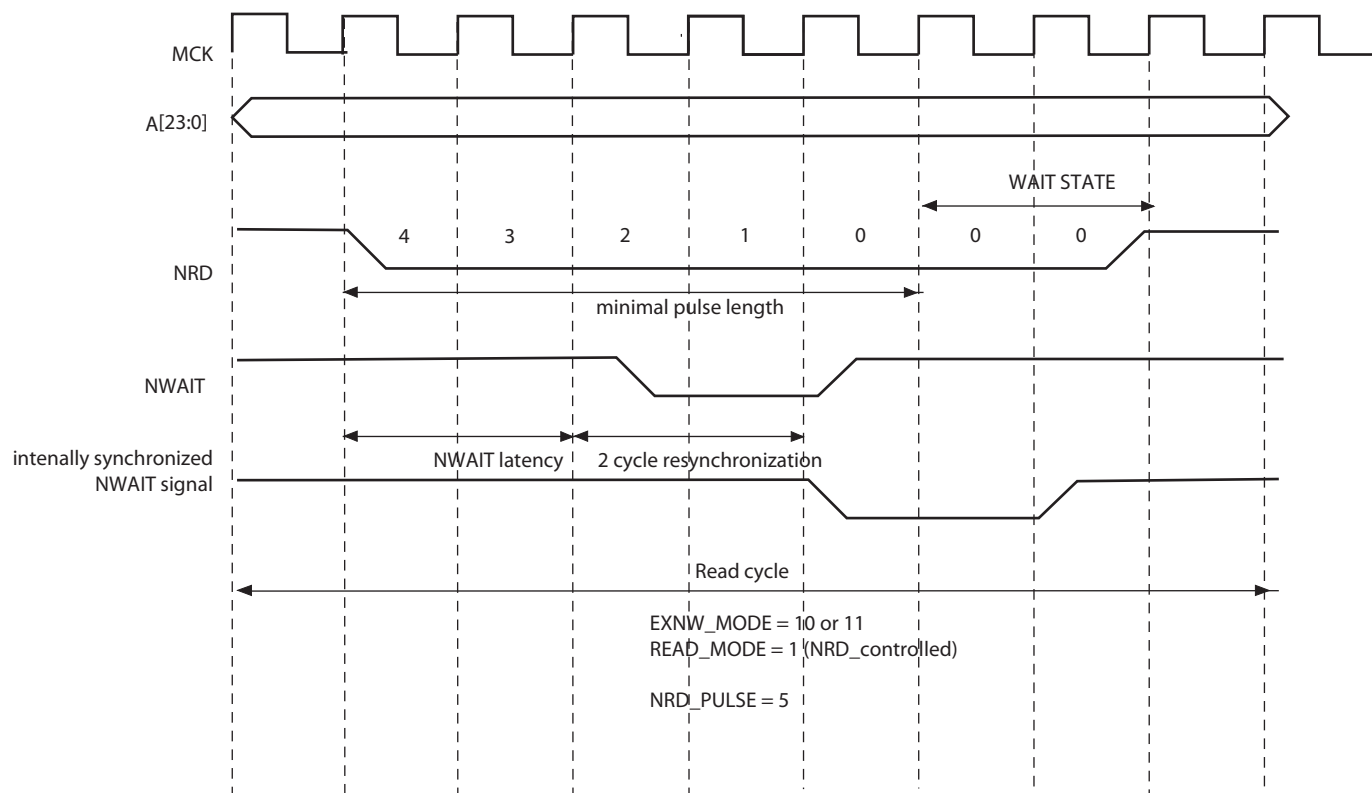 MCK
A[23:0]
WAIT STATE
4 3 2 1 0 0 0
NRD
minimal pulse length
NWAIT
NWAIT latency 2 cycle resynchronization
intenally synchronized
NWAIT signal
Read cycle
EXNW_MODE = 10 or 11
READ_MODE = 1 (NRD_controlled)
NRD_PULSE = 5